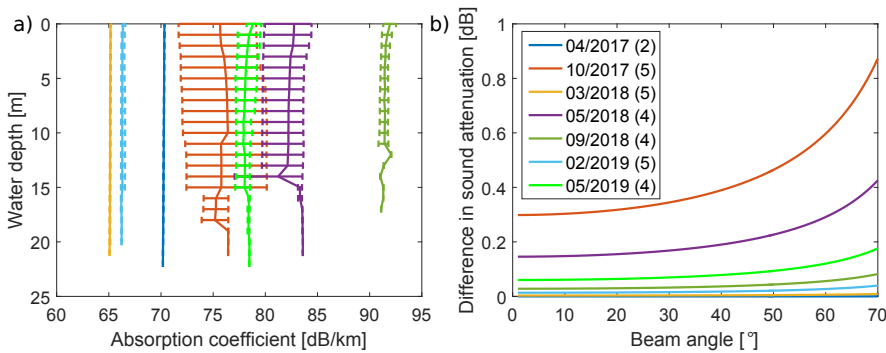 a)
0
5
10
15
20
25
Water depth [m]
60 65 70 75 80 85 90 95
Absorption coefficient [dB/km]
b)
1
0.8
0.6
0.4
0.2
0
Difference in sound attenuation [dB]
04/2017 (2)
10/2017 (5)
03/2018 (5)
05/2018 (4)
09/2018 (4)
02/2019 (5)
05/2019 (4)
0 10 20 30 40 50 60 70
Beam angle [°]